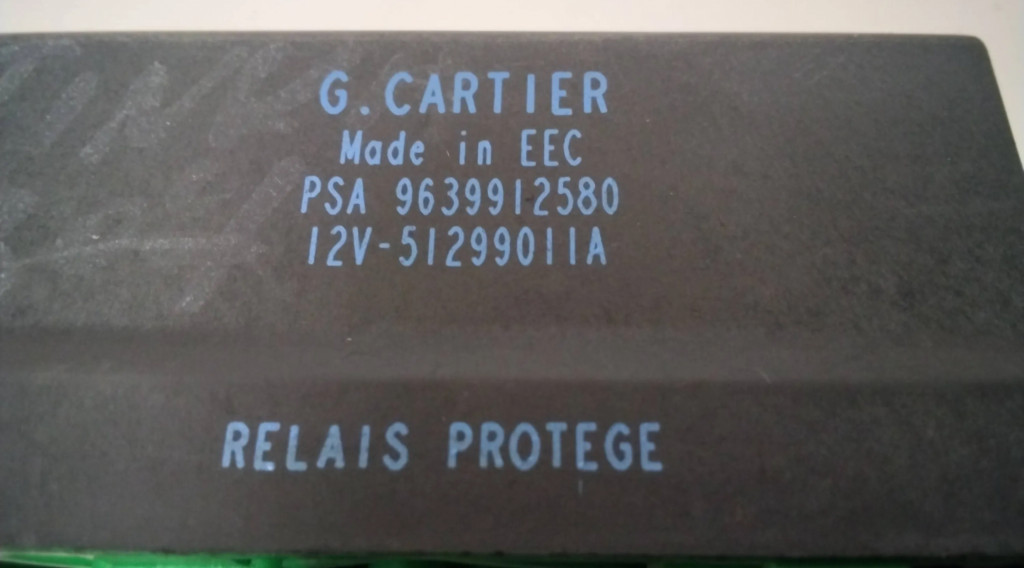 G.CARTIER
Made in EEC
PSA 9639912580
12V-51299011A
RELAIS PROTEGE